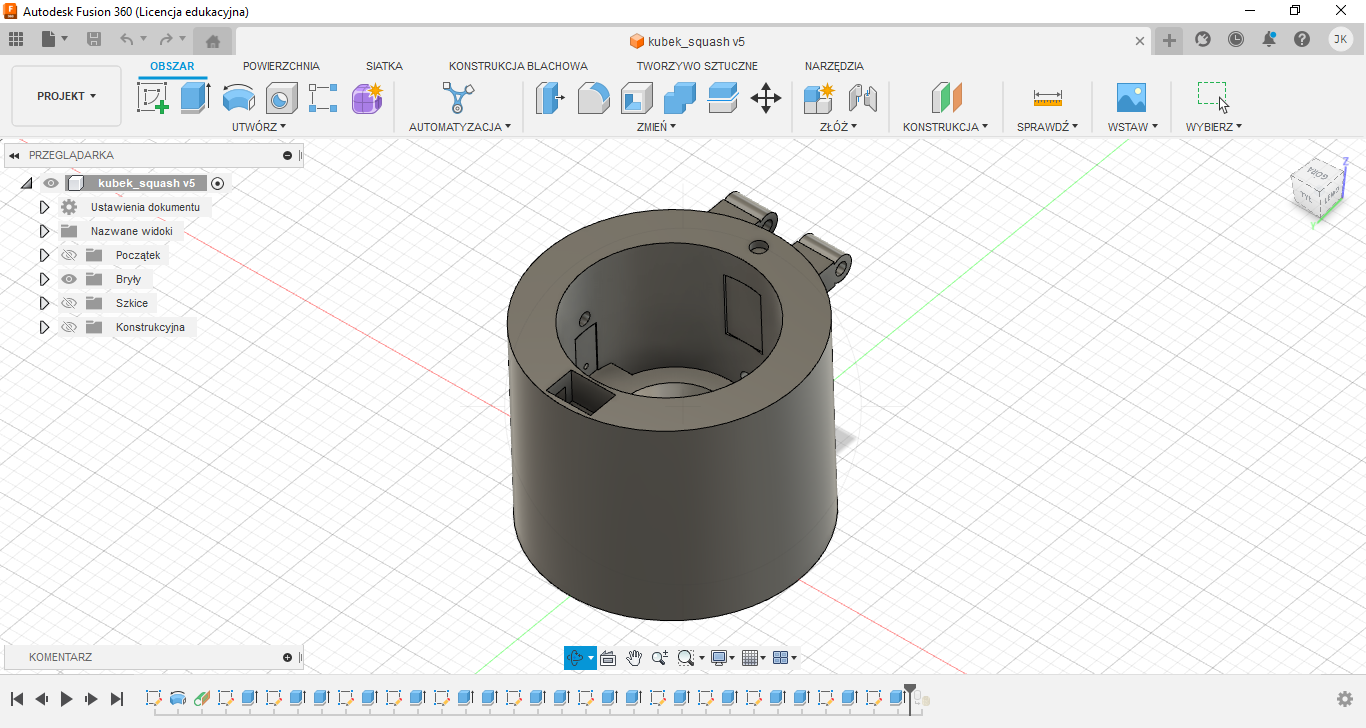 Autodesk Fusion 360 (Licencja edukacyjna)
kubek_squash v5
JK
PROJEKT
OBSZAR
POWIERZCHNIA
SIATKA
KONSTRUKCJA BLACHOWA
TWORZYWO SZTUCZNE
NARZĘDZIA
UTWÓRZ
AUTOMATYZACJA
ZMIEŃ
ZŁÓŻ
KONSTRUKCJA
SPRAWDŹ
WSTAW
WYBIERZ
PRZEGLĄDARKA
kubek_squash v5
Ustawienia dokumentu
Nazwane widoki
Początek
Bryły
Szkice
Konstrukcyjna
GÓRA
TYŁ
Z
Y
KOMENTARZ